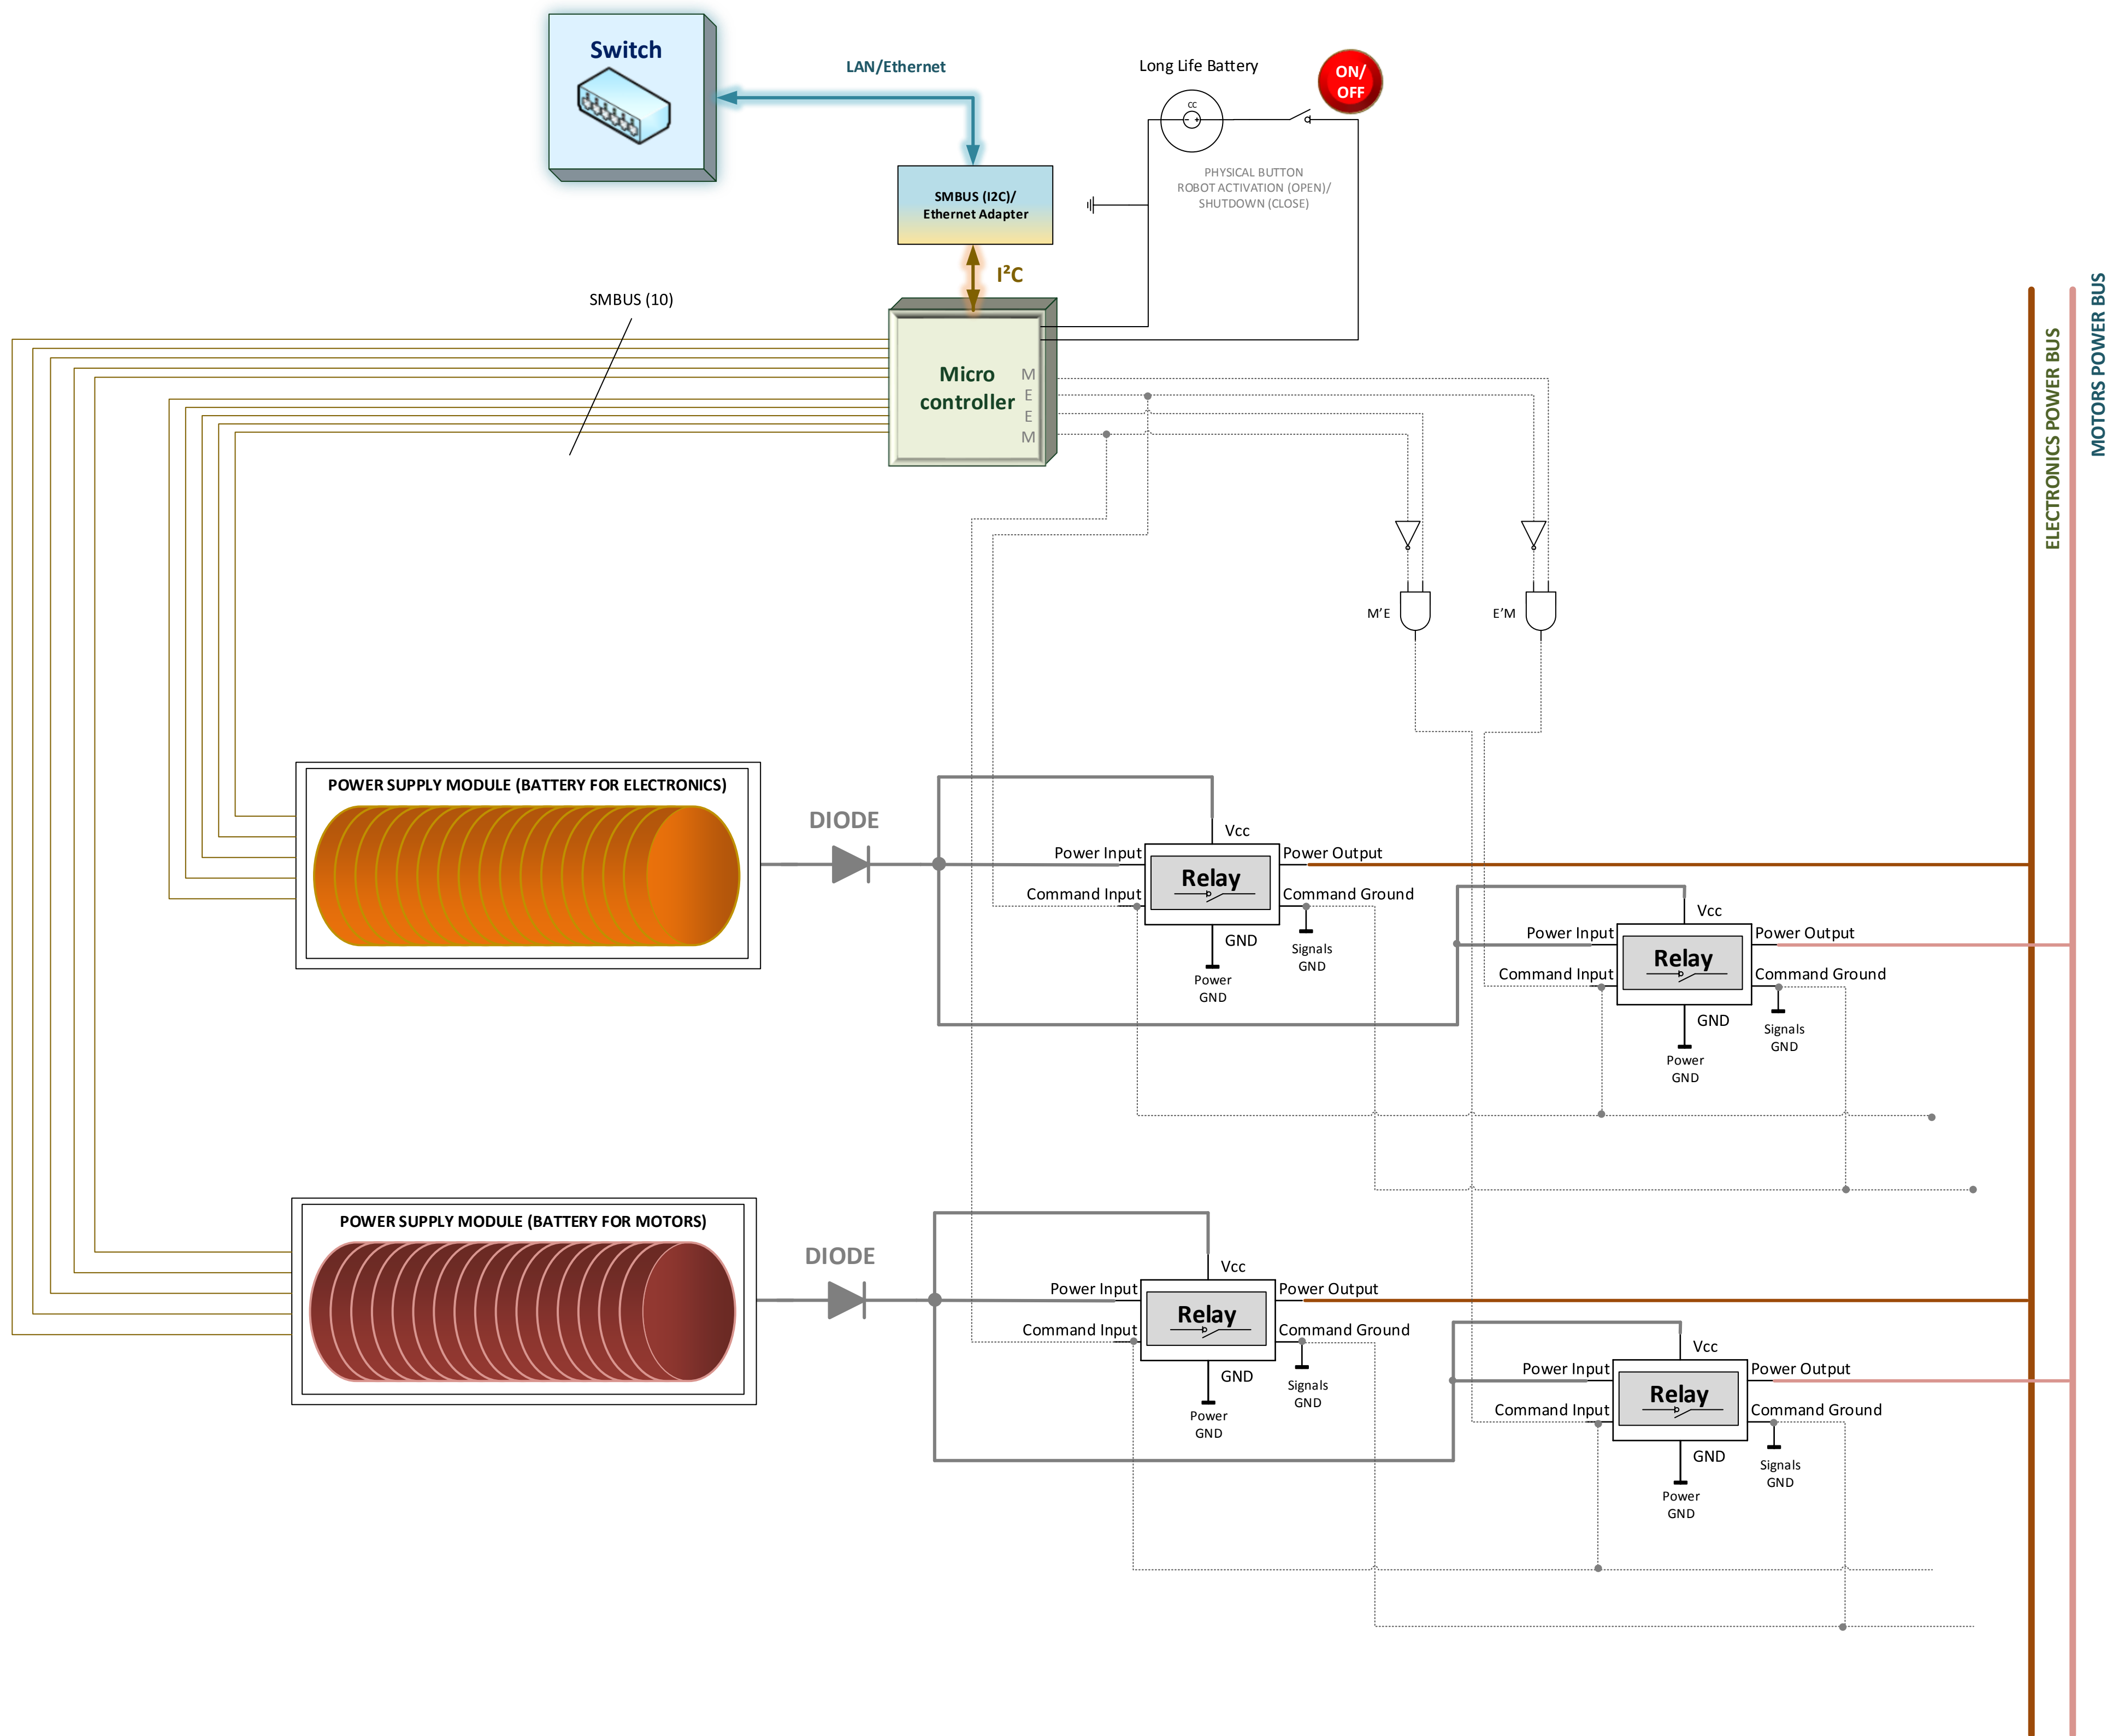 Switch
LAN/Ethernet
Long Life Battery
ON/
OFF
CC
- +
PHYSICAL BUTTON
ROBOT ACTIVATION (OPEN)/
SHUTDOWN (CLOSE)
SMBUS (I2C)/
Ethernet Adapter
I²C
SMBUS (10)
Micro
controller
M
E
E
M
ELECTRONICS POWER BUS
MOTORS POWER BUS
M'E
E'M
POWER SUPPLY MODULE (BATTERY FOR ELECTRONICS)
DIODE
Vcc
Power Input
Power Output
Relay
Command Input
Command Ground
GND
Signals
GND
Power
GND
Vcc
Power Input
Power Output
Relay
Command Input
Command Ground
GND
Signals
GND
Power
GND
POWER SUPPLY MODULE (BATTERY FOR MOTORS)
DIODE
Vcc
Power Input
Power Output
Relay
Command Input
Command Ground
GND
Signals
GND
Power
GND
Vcc
Power Input
Power Output
Relay
Command Input
Command Ground
GND
Signals
GND
Power
GND